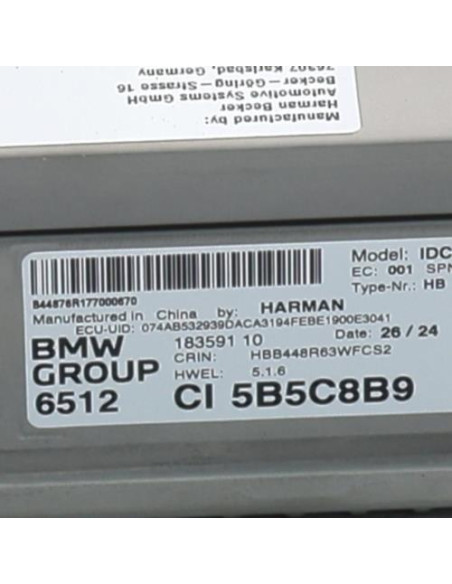 Manufactured by:
Harman Becker
Automotive Systems GmbH
Becker-Göring-Strasse 16
76307 Karlsbad, Germany
Model: IDC
EC: 001 SPN
Type-Nr.: HB
B44876R177000670
Manufactured in China by: HARMAN
ECU-UID: 074AB532939DACA3194FEBE1900E3041
Date: 26 / 24
BMW 183591 10
GROUP CRIN: HBB448R63WFCS2
HWEL: 5.1.6
6512 CI 5B5C8B9